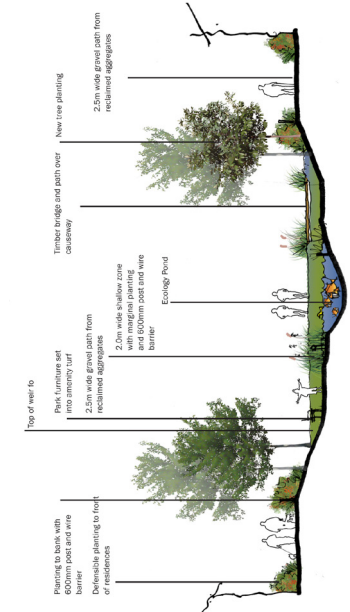 Top of weir fo
Planting to bank with
600mm post and wire
barrier
Defensible planting to front
of residences
Park furniture set
into amenity turf
2.5m wide gravel path from
reclaimed aggregates
2.0m wide shallow zone
with marginal planting
and 600mm post and wire
barrier
Ecology Pond
Timber bridge and path over
causeway
New tree planting
2.5m wide gravel path from
reclaimed aggregates